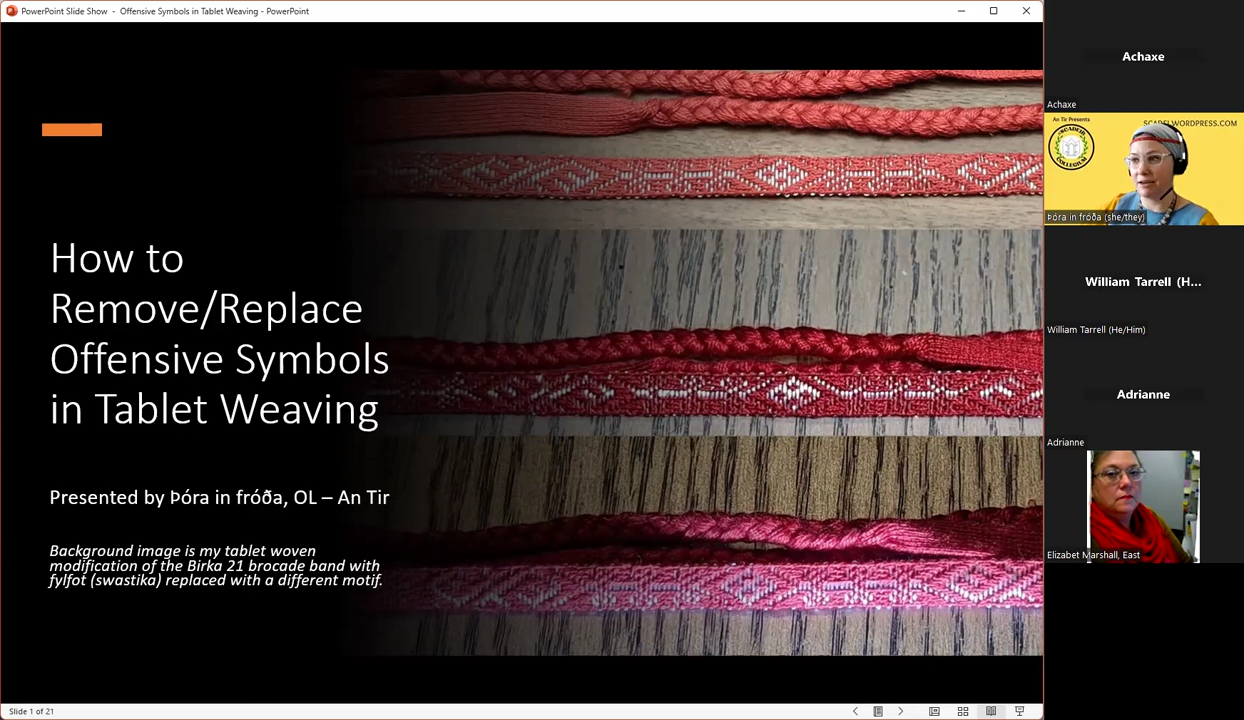 PowerPoint Slide Show - Offensive Symbols in Tablet Weaving - PowerPoint
How to
Remove/Replace
Offensive Symbols
in Tablet Weaving
Presented by Þóra in fróða, OL – An Tir
Background image is my tablet woven
modification of the Birka 21 brocade band with
fylfot (swastika) replaced with a different motif.
Slide 1 of 21
Achaxe
Achaxe
An Tir Presents
SCADEIR
COLLEGIUM
SCADEI.WORDPRESS.COM
Þóra in fróða (she/they)
William Tarrell (H...
William Tarrell (He/Him)
Adrianne
Adrianne
Elizabet Marshall, East